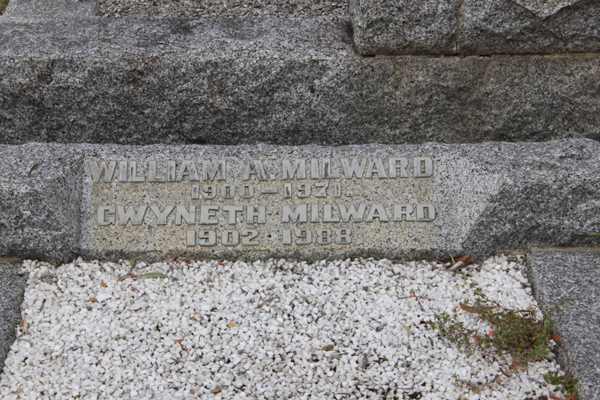 WILLIAM A. MILWARD
1900 – 1971.
GWYNETH MILWARD
1902 - 1988